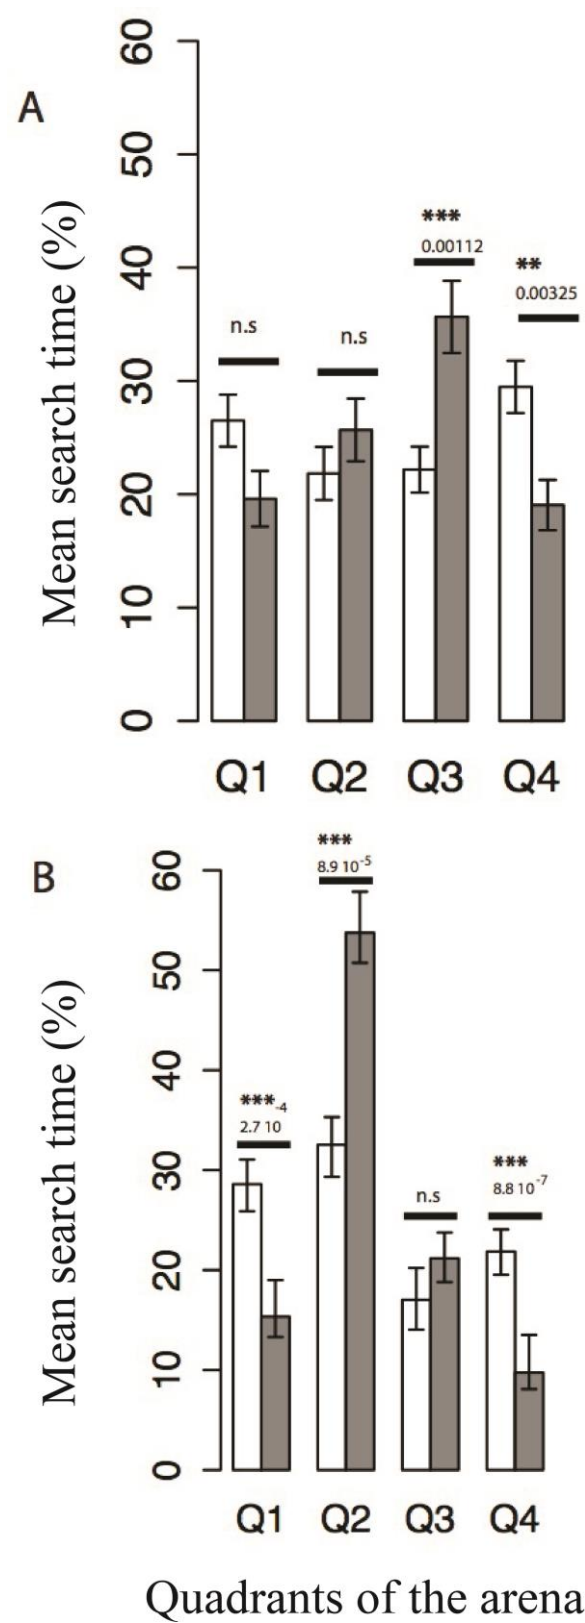 A
Mean search time (%)
60
50
40
30
20
10
0
n.s
n.s
***
0.00112
**
0.00325
Q1 Q2 Q3 Q4
B
Mean search time (%)
60
50
40
30
20
10
0
***-4
2.7 10
***
8.9 10-5
n.s
***
8.8 10-7
Q1 Q2 Q3 Q4
Quadrants of the arena